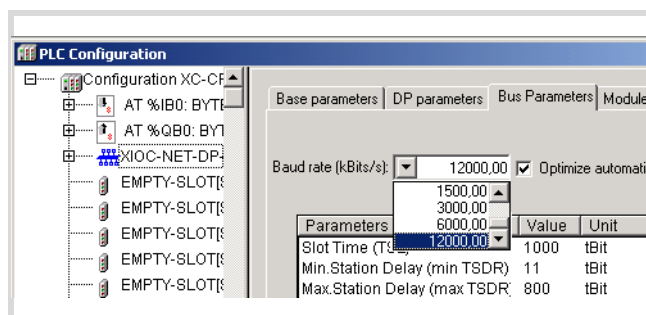 PLC Configuration
Configuration XC-CP
AT %IB0: BYTE
AT %QB0: BYT
XIOC-NET-DP-
EMPTY-SLOT[S
EMPTY-SLOT[S
EMPTY-SLOT[S
EMPTY-SLOT[S
EMPTY-SLOT[S
Base parameters DP parameters Bus Parameters Module
Baud rate (kBits/s): 12000,00 Optimize automati
1500,00
3000,00
6000,00
12000,00
Parameters Value Unit
Slot Time (TS 1000 tBit
Min.Station Delay (min TSDR) 11 tBit
Max.Station Delay (max TSDR 800 tBit